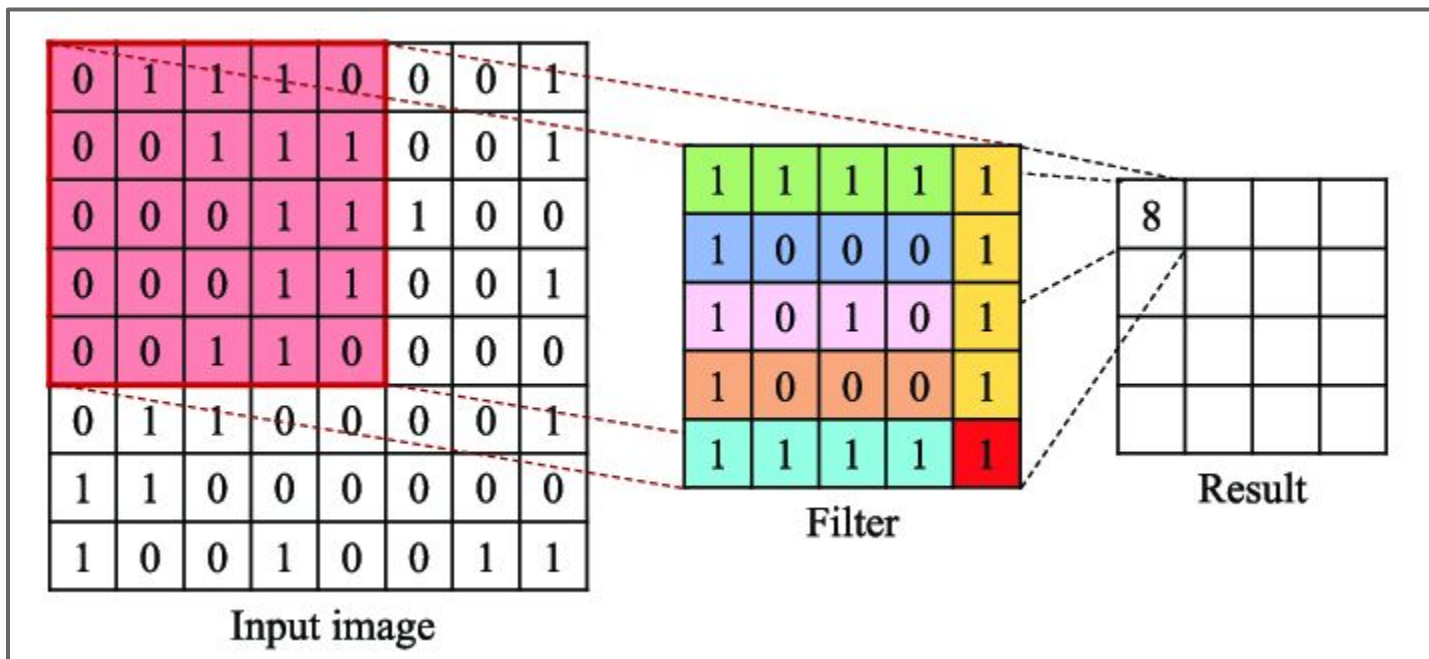 0 1 1 1 0 0 0 1
0 0 1 1 1 0 0 1
0 0 0 1 1 1 0 0
0 0 0 1 1 0 0 1
0 0 1 1 0 0 0 0
0 1 1 0 0 0 0 1
1 1 0 0 0 0 0 0
1 0 0 1 0 0 1 1
Input image
1 1 1 1 1
1 0 0 0 1
1 0 1 0 1
1 0 0 0 1
1 1 1 1 1
Filter
8
Result